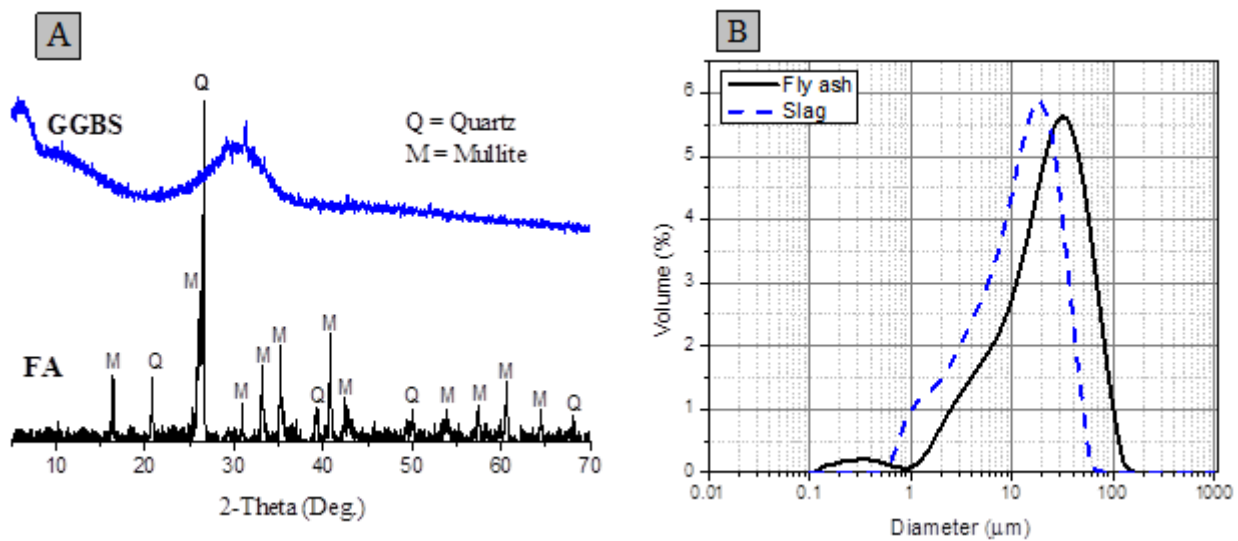 A
Q
GGBS
Q = Quartz
M = Mullite
M
FA
M
Q
M
M
M
Q
M
M
Q
M
M
M
M
Q
10
20
30
40
50
60
70
2-Theta (Deg.)
B
Fly ash
Slag
6
5
4
3
2
1
0
Volume (%)
0.01
0.1
1
10
100
1000
Diameter (μm)